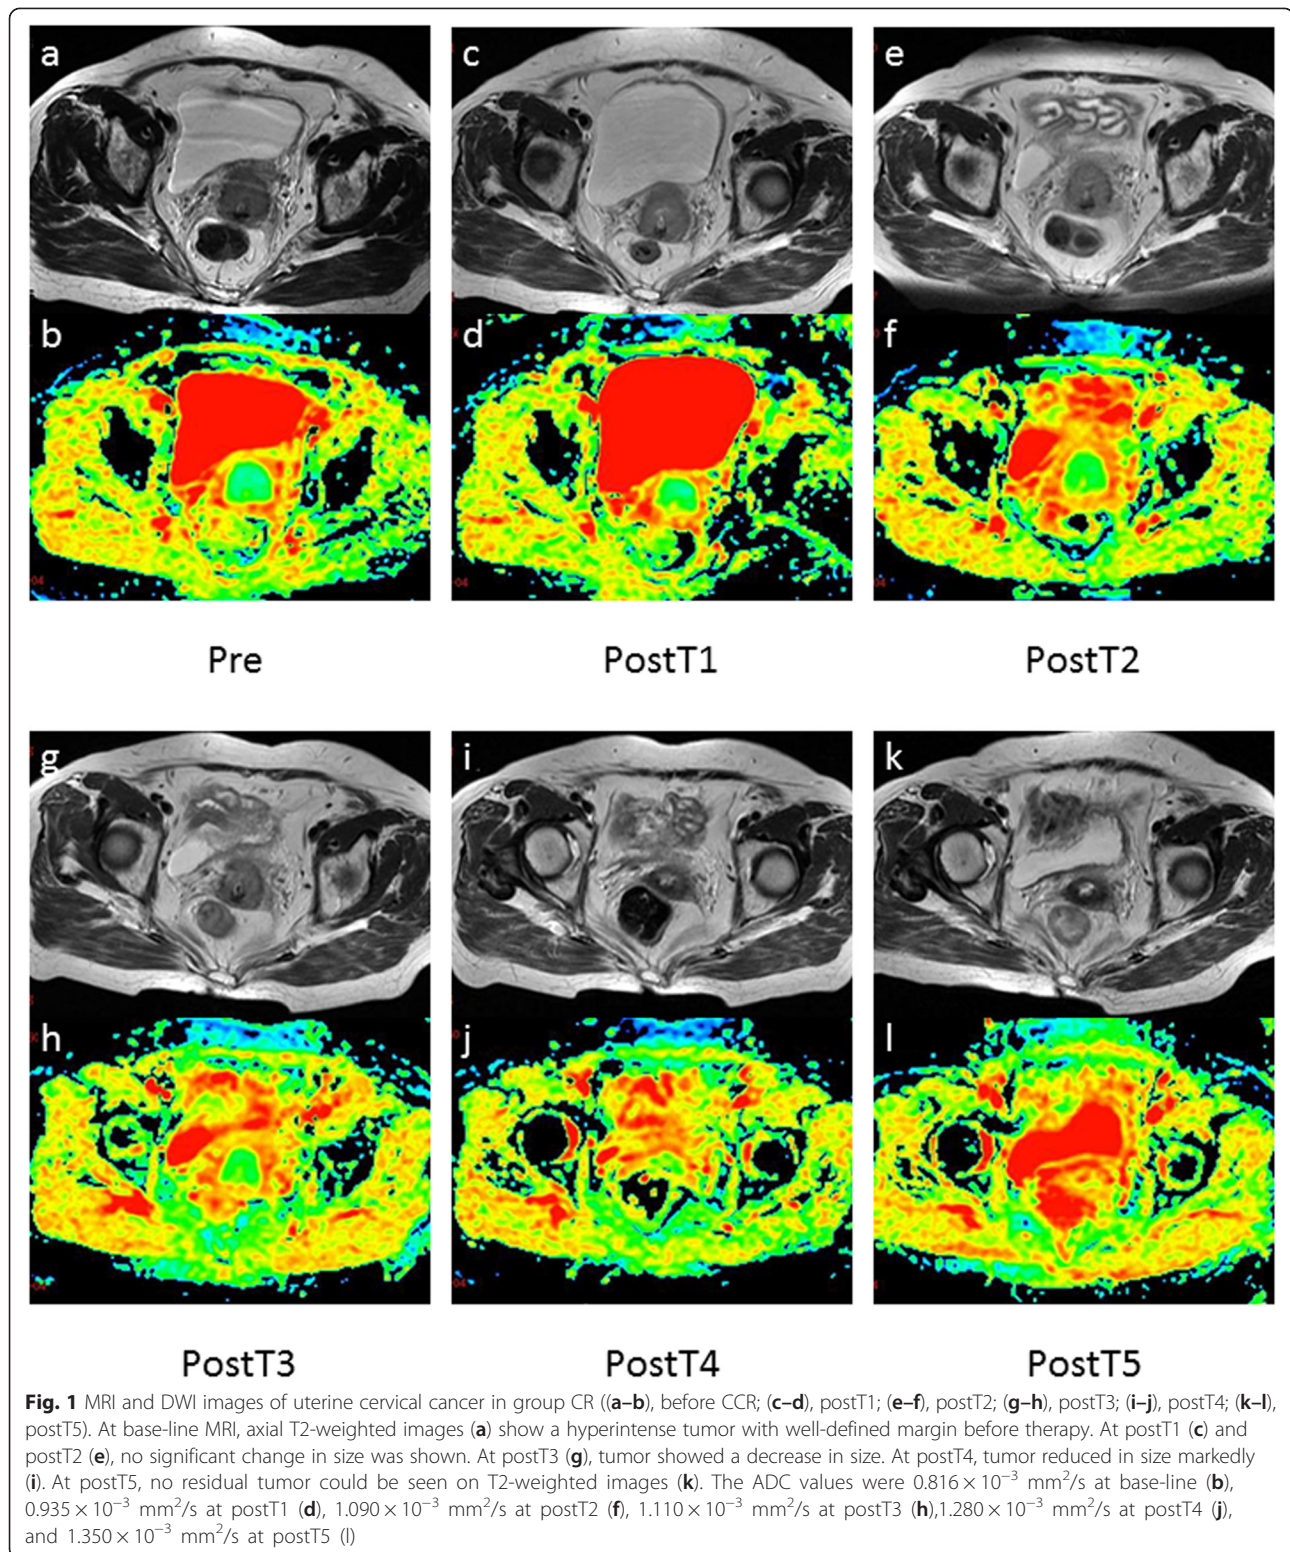 a
c
e
b
d
f
Pre
PostT1
PostT2
g
i
k
h
j
l
PostT3
PostT4
PostT5
Fig. 1 MRI and DWI images of uterine cervical cancer in group CR ((a–b), before CCR; (c–d), postT1; (e–f), postT2; (g–h), postT3; (i–j), postT4; (k–l),
postT5). At base-line MRI, axial T2-weighted images (a) show a hyperintense tumor with well-defined margin before therapy. At postT1 (c) and
postT2 (e), no significant change in size was shown. At postT3 (g), tumor showed a decrease in size. At postT4, tumor reduced in size markedly
(i). At postT5, no residual tumor could be seen on T2-weighted images (k). The ADC values were 0.816 × 10⁻³ mm²/s at base-line (b),
0.935 × 10⁻³ mm²/s at postT1 (d), 1.090 × 10⁻³ mm²/s at postT2 (f), 1.110 × 10⁻³ mm²/s at postT3 (h),1.280 × 10⁻³ mm²/s at postT4 (j),
and 1.350 × 10⁻³ mm²/s at postT5 (l)